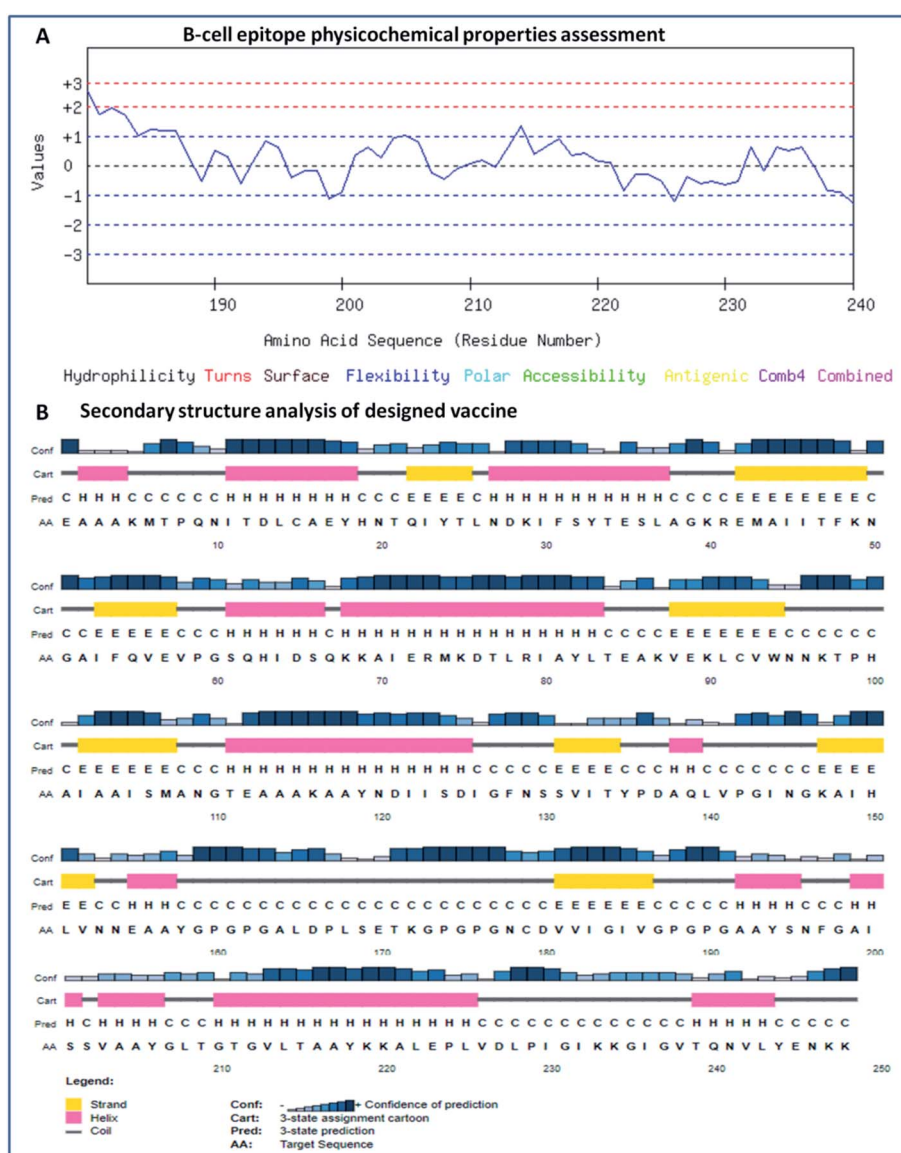 A B-cell epitope physicochemical properties assessment
+3
+2
+1
0
-1
-2
-3
Values
190 200 210 220 230 240
Amino Acid Sequence (Residue Number)
Hydrophilicity Turns Surface Flexibility Polar Accessibility Antigenic Comb4 Combined
B Secondary structure analysis of designed vaccine
Conf
Cart
Pred C H H H C C C C C C H H H H H H H H C C C E E E E C H H H H H H H H H H H C C C C E E E E E E E E C
AA E A A A K M T P Q N I T D L C A E Y H N T Q I Y T L N D K I F S Y T E S L A G K R E M A I I T F K N
10 20 30 40 50
Conf
Cart
Pred C C E E E E E C C C H H H H H H C H H H H H H H H H H H H H H H H C C C C E E E E E E E C C C C C C
AA G A I F Q V E V P G S Q H I D S Q K K A I E R M K D T L R I A Y L T E A K V E K L C V W N N K T P H
60 70 80 90 100
Conf
Cart
Pred C E E E E E E C C C H H H H H H H H H H H H H H H C C C C C E E E E C C C H H C C C C C C C E E E E
AA A I A A I S M A N G T E A A A K A A Y N D I I S D I G F N S S V I T Y P D A Q L V P G I N G K A I H
110 120 130 140 150
Conf
Cart
Pred E E C C H H H C C C C C C C C C C C C C C C C C C C C C C C E E E E E E C C C C C H H H H C C C H H
AA L V N N E A A Y G P G P G A L D P L S E T K G P G P G N C D V V I G I V G P G P G A A Y S N F G A I
160 170 180 190 200
Conf
Cart
Pred H C H H H H C C C H H H H H H H H H H H H H H H H C C C C C C C C C C C C C H H H H H C C C C C
AA S S V A A Y G L T G T G V L T A A Y K K A L E P L V D L P I G I K K G I G V T Q N V L Y E N K K
210 220 230 240 250
Legend:
Strand
Helix
Coil
Conf: - + Confidence of prediction
Cart: 3-state assignment cartoon
Pred: 3-state prediction
AA: Target Sequence